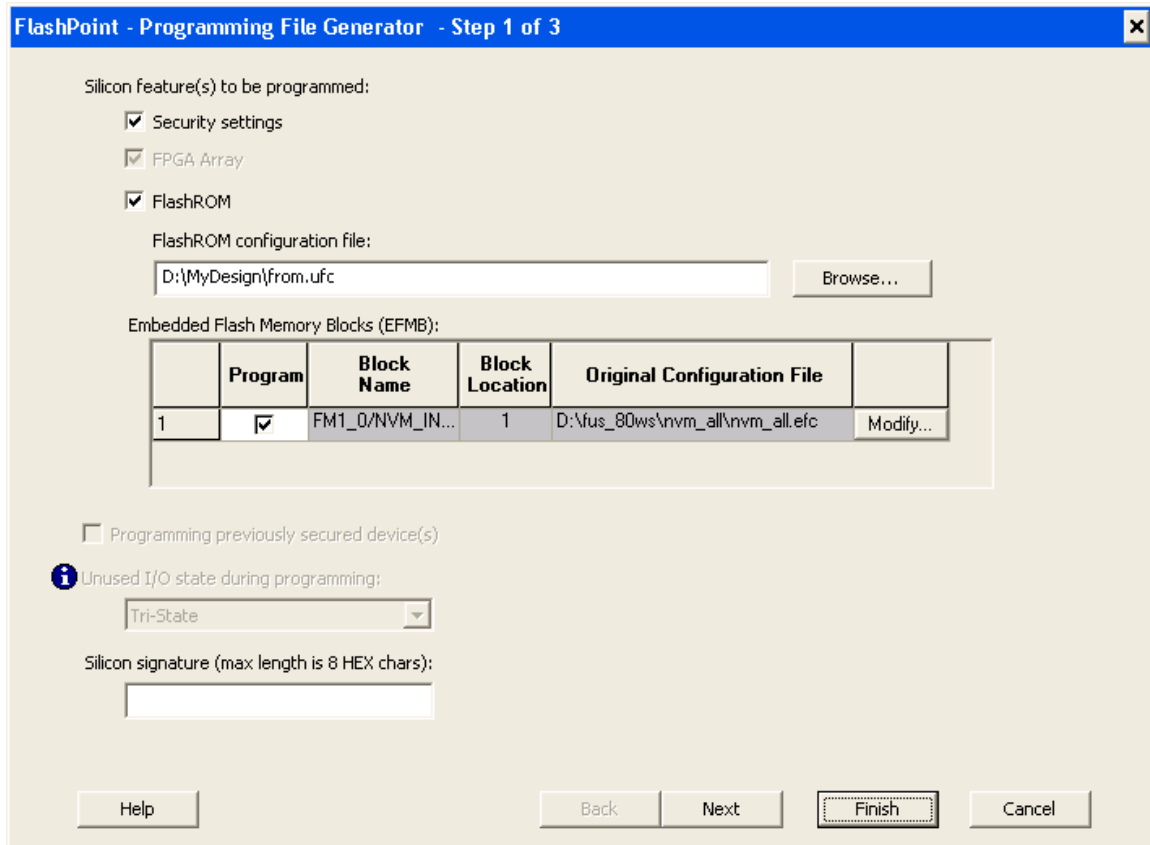 FlashPoint - Programming File Generator - Step 1 of 3
Silicon feature(s) to be programmed:
Security settings
FPGA Array
FlashROM
FlashROM configuration file:
D:\MyDesign\from.ufc
Browse...
Embedded Flash Memory Blocks (EFMB):
Program Block Name Block Location Original Configuration File
1 FM1_0/NVM_IN... 1 D:\fus_80ws\nvm_all\nvm_all.efc Modify...
Programming previously secured device(s)
Unused I/O state during programming:
Tri-State
Silicon signature (max length is 8 HEX chars):
Help Back Next Finish Cancel